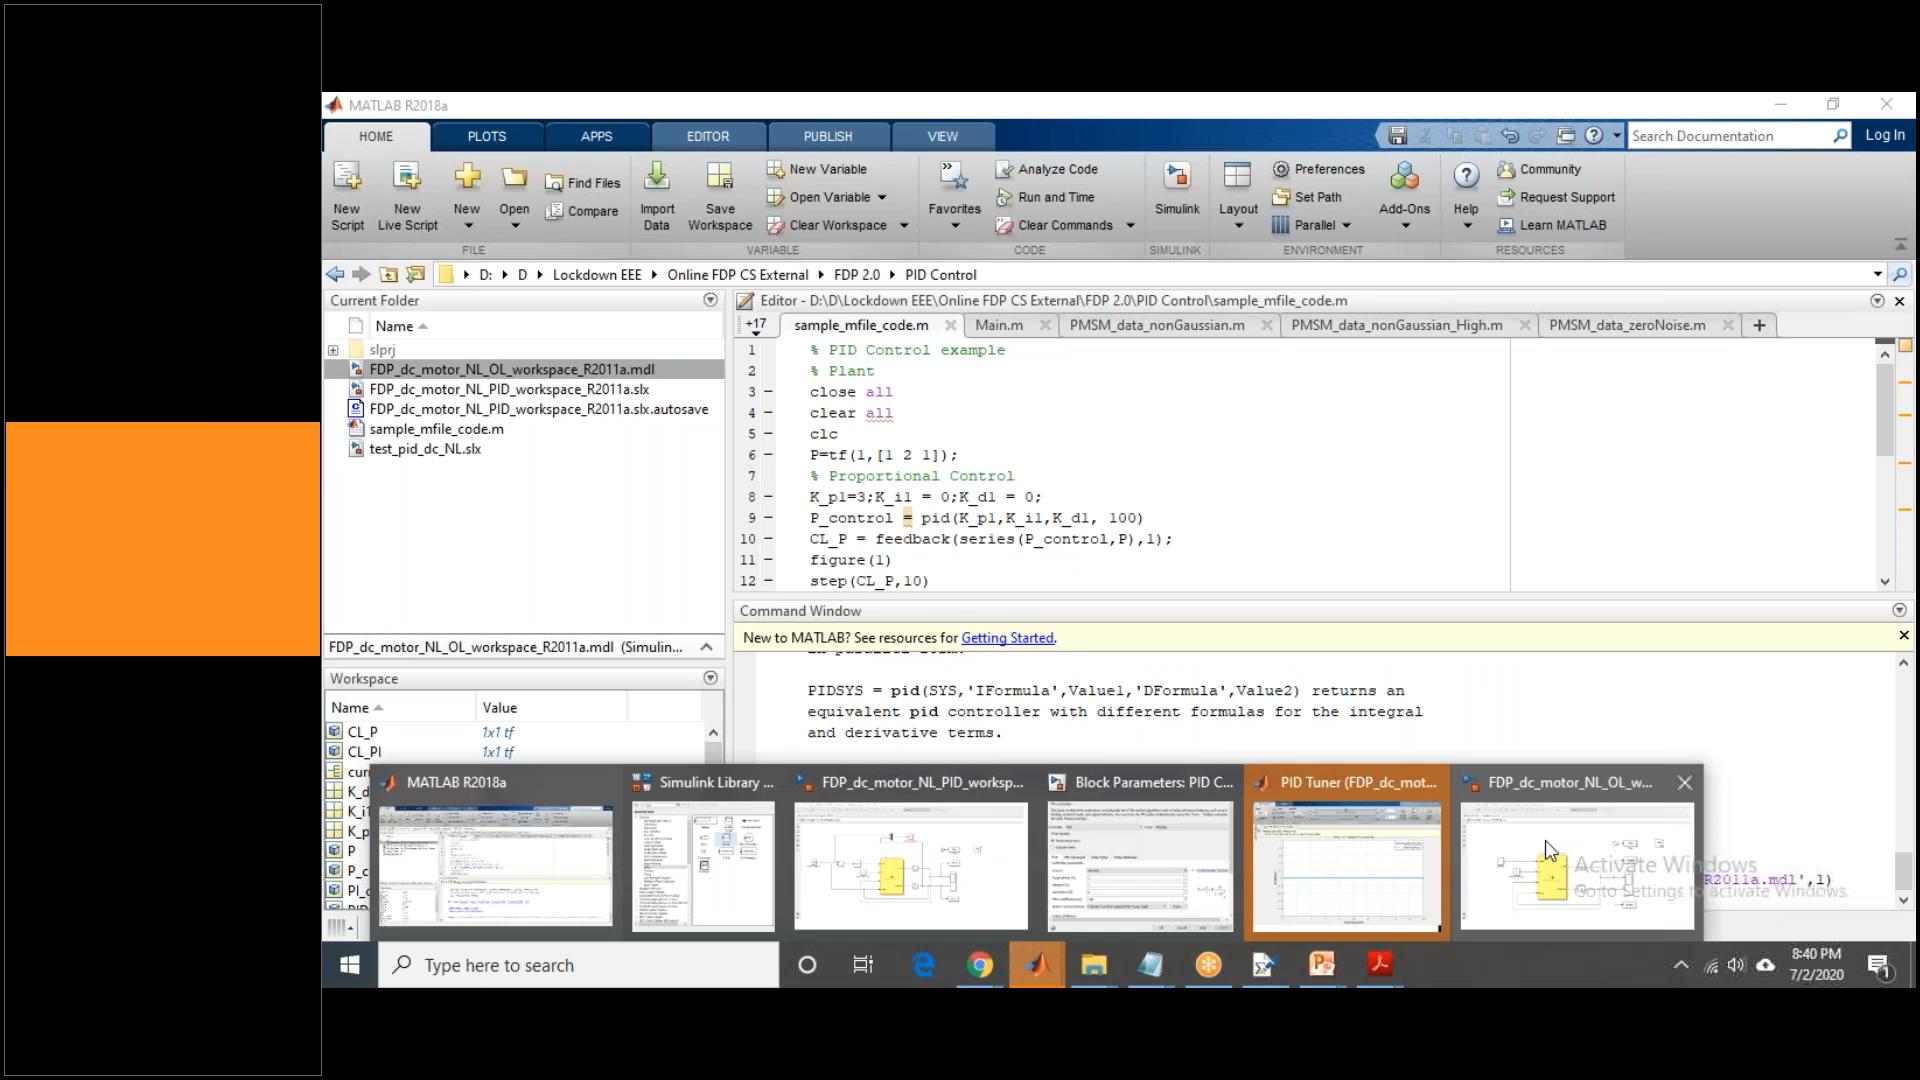 MATLAB R2018a
HOME PLOTS APPS EDITOR PUBLISH VIEW Search Documentation Log In
New Script
New Live Script
New
Open
Find Files
Compare
FILE
Import Data
Save Workspace
New Variable
Open Variable
Clear Workspace
VARIABLE
Favorites
Analyze Code
Run and Time
Clear Commands
CODE
Simulink
SIMULINK
Layout
Preferences
Set Path
Parallel
Add-Ons
ENVIRONMENT
Help
Community
Request Support
Learn MATLAB
RESOURCES
D: D Lockdown EEE Online FDP CS External FDP 2.0 PID Control
Current Folder
Name
slprj
FDP_dc_motor_NL_OL_workspace_R2011a.mdl
FDP_dc_motor_NL_PID_workspace_R2011a.slx
FDP_dc_motor_NL_PID_workspace_R2011a.slx.autosave
sample_mfile_code.m
test_pid_dc_NL.slx
FDP_dc_motor_NL_OL_workspace_R2011a.mdl (Simulin...
Workspace
Name Value
CL_P 1x1 tf
CL_PI 1x1 tf
Editor - D:\D\Lockdown EEE\Online FDP CS External\FDP 2.0\PID Control\sample_mfile_code.m
+17 sample_mfile_code.m Main.m PMSM_data_nonGaussian.m PMSM_data_nonGaussian_High.m PMSM_data_zeroNoise.m
1 % PID Control example
2 % Plant
3 – close all
4 – clear all
5 – clc
6 – P=tf(1,[1 2 1]);
7 % Proportional Control
8 – K_p1=3;K_i1 = 0;K_d1 = 0;
9 – P_control = pid(K_p1,K_i1,K_d1, 100)
10 – CL_P = feedback(series(P_control,P),1);
11 – figure(1)
12 – step(CL_P,10)
Command Window
New to MATLAB? See resources for Getting Started.
PIDSYS = pid(SYS,'IFormula',Value1,'DFormula',Value2) returns an
equivalent pid controller with different formulas for the integral
and derivative terms.
R2011a.mdl',1)
MATLAB R2018a
Simulink Library ...
FDP_dc_motor_NL_PID_worksp...
Block Parameters: PID C...
PID Tuner (FDP_dc_mot...
FDP_dc_motor_NL_OL_w...
Activate Windows
Go to Settings to activate Windows.
Type here to search
8:40 PM
7/2/2020